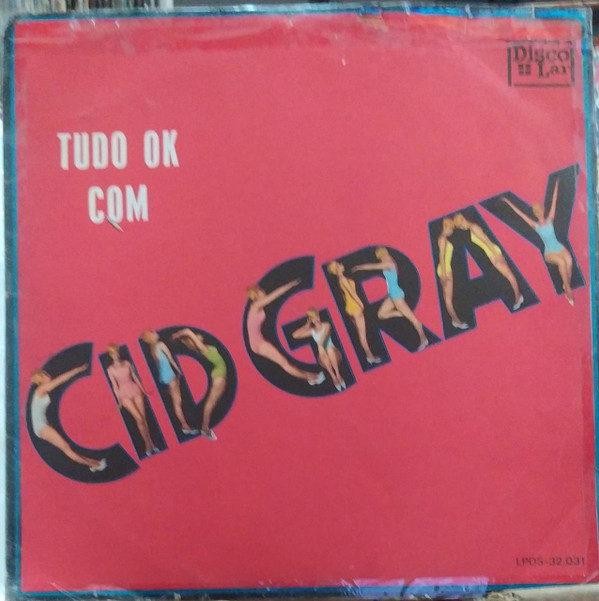 Disco
Lar
TUDO OK
COM
CID GRAY
LPDS-32.031